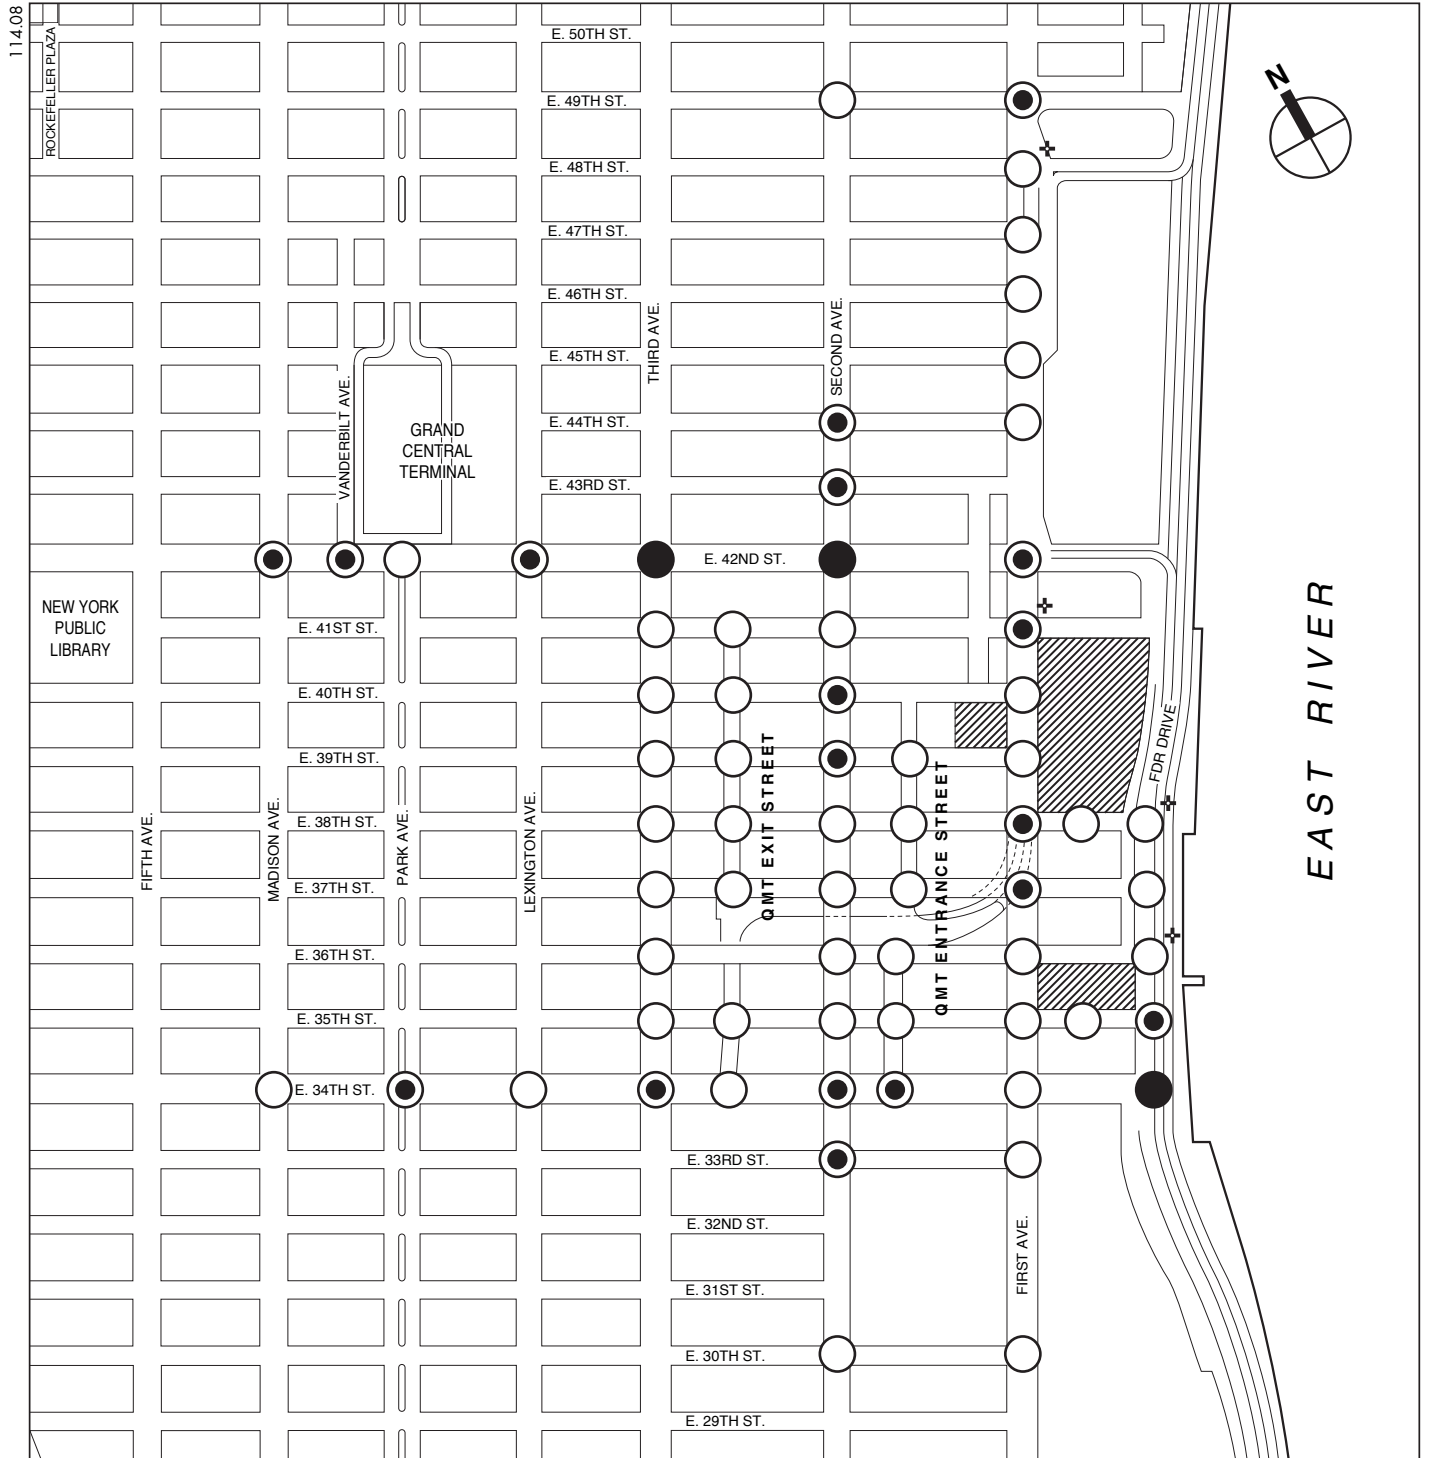 114.08
ROCKEFELLER PLAZA
E. 50TH ST.
E. 49TH ST.
N
E. 48TH ST.
E. 47TH ST.
E. 46TH ST.
THIRD AVE.
SECOND AVE.
E. 45TH ST.
VANDERBILT AVE.
GRAND
CENTRAL
TERMINAL
E. 44TH ST.
E. 43RD ST.
E. 42ND ST.
NEW YORK
PUBLIC
LIBRARY
E. 41ST ST.
E. 40TH ST.
E. 39TH ST.
E. 38TH ST.
E. 37TH ST.
E. 36TH ST.
E. 35TH ST.
E. 34TH ST.
FIFTH AVE.
MADISON AVE.
PARK AVE.
LEXINGTON AVE.
QMT EXIT STREET
QMT ENTRANCE STREET
FDR DRIVE
EAST RIVER
E. 33RD ST.
E. 32ND ST.
FIRST AVE.
E. 31ST ST.
E. 30TH ST.
E. 29TH ST.